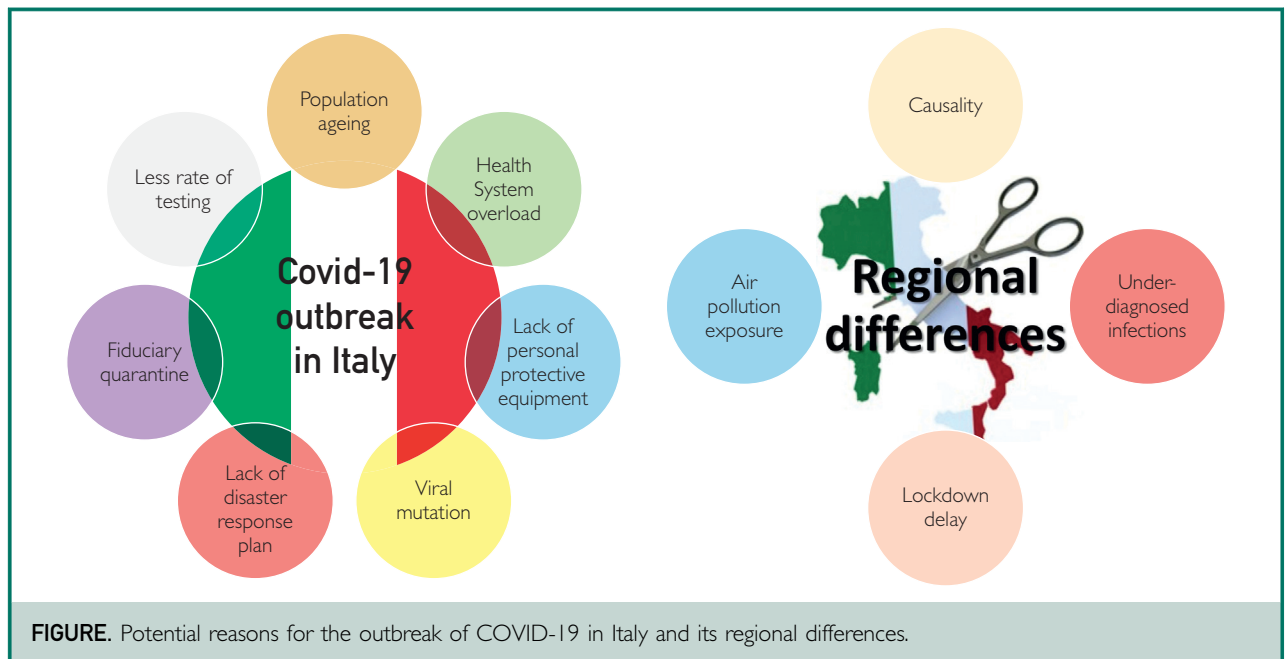 Population
ageing
Health
System
overload
Lack of
personal
protective
equipment
Viral
mutation
Lack of
disaster
response
plan
Fiduciary
quarantine
Less rate of
testing
Covid-19
outbreak
in Italy
Causality
Under-
diagnosed
infections
Lockdown
delay
Air
pollution
exposure
Regional
differences
FIGURE. Potential reasons for the outbreak of COVID-19 in Italy and its regional differences.